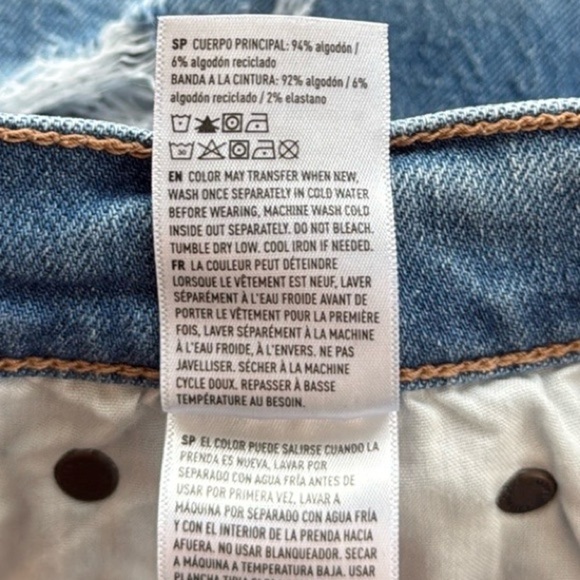 SP CUERPO PRINCIPAL: 94% algodón /
6% algodón reciclado
BANDA A LA CINTURA: 92% algodón / 6%
algodón reciclado / 2% elastano
EN COLOR MAY TRANSFER WHEN NEW,
WASH ONCE SEPARATELY IN COLD WATER
BEFORE WEARING, MACHINE WASH COLD
INSIDE OUT SEPARATELY. DO NOT BLEACH.
TUMBLE DRY LOW. COOL IRON IF NEEDED.
FR LA COULEUR PEUT DÉTEINDRE
LORSQUE LE VÊTEMENT EST NEUF, LAVER
SÉPARÉMENT À L'EAU FROIDE AVANT DE
PORTER LE VÊTEMENT POUR LA PREMIÈRE
FOIS, LAVER SÉPARÉMENT À LA MACHINE
À L'EAU FROIDE, À L'ENVERS. NE PAS
JAVELLISER. SÉCHER À LA MACHINE
CYCLE DOUX. REPASSER À BASSE
TEMPÉRATURE AU BESOIN.
SP EL COLOR PUEDE SALIRSE CUANDO LA
PRENDA ES NUEVA, LAVAR POR
SEPARADO CON AGUA FRÍA ANTES DE
USAR POR PRIMERA VEZ, LAVAR A
MÁQUINA POR SEPARADO CON AGUA FRÍA
Y CON EL INTERIOR DE LA PRENDA HACIA
AFUERA. NO USAR BLANQUEADOR. SECAR
A MÁQUINA A TEMPERATURA BAJA. USAR